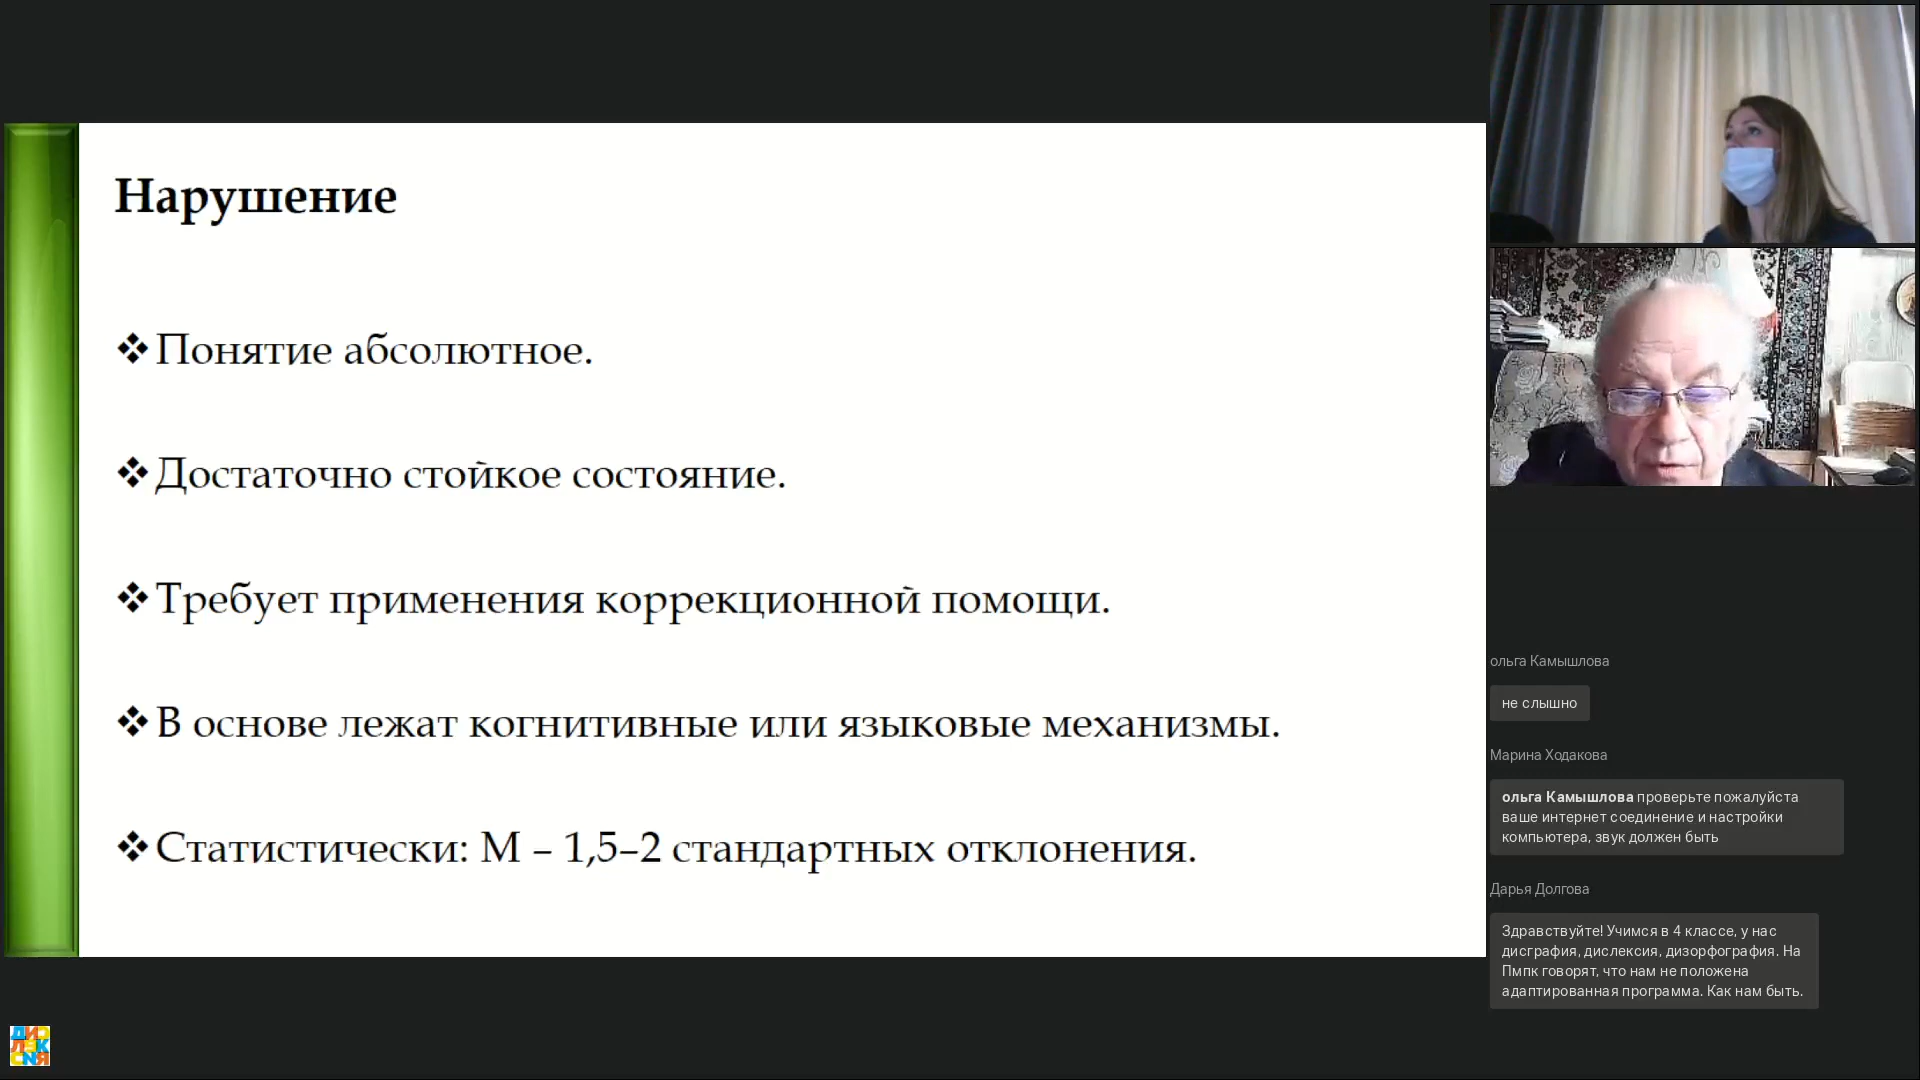 Нарушение
❖Понятие абсолютное.
❖Достаточно стойкое состояние.
❖Требует применения коррекционной помощи.
❖В основе лежат когнитивные или языковые механизмы.
❖Статистически: М – 1,5–2 стандартных отклонения.
ольга Камышлова
не слышно
Марина Ходакова
ольга Камышлова проверьте пожалуйста
ваше интернет соединение и настройки
компьютера, звук должен быть
Дарья Долгова
Здравствуйте! Учимся в 4 классе, у нас
дисграфия, дислексия, дизорфография. На
Пмпк говорят, что нам не положена
адаптированная программа. Как нам быть.
ДИС
ЛЕК
СИЯ